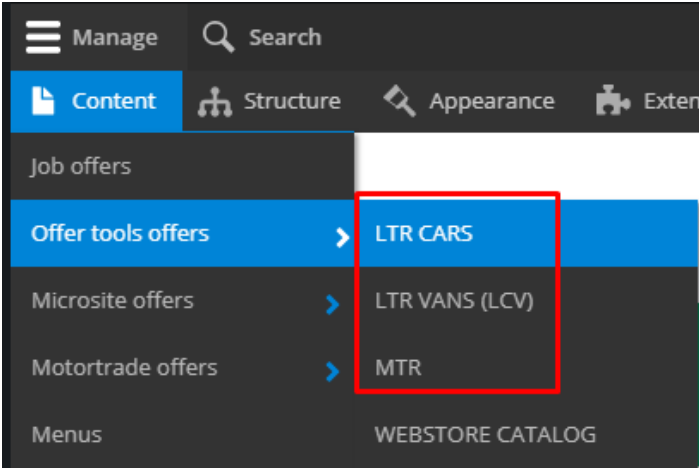 Manage Search
Content Structure Appearance Exten
Job offers
Offer tools offers LTR CARS
Microsite offers LTR VANS (LCV)
Motortrade offers MTR
Menus WEBSTORE CATALOG